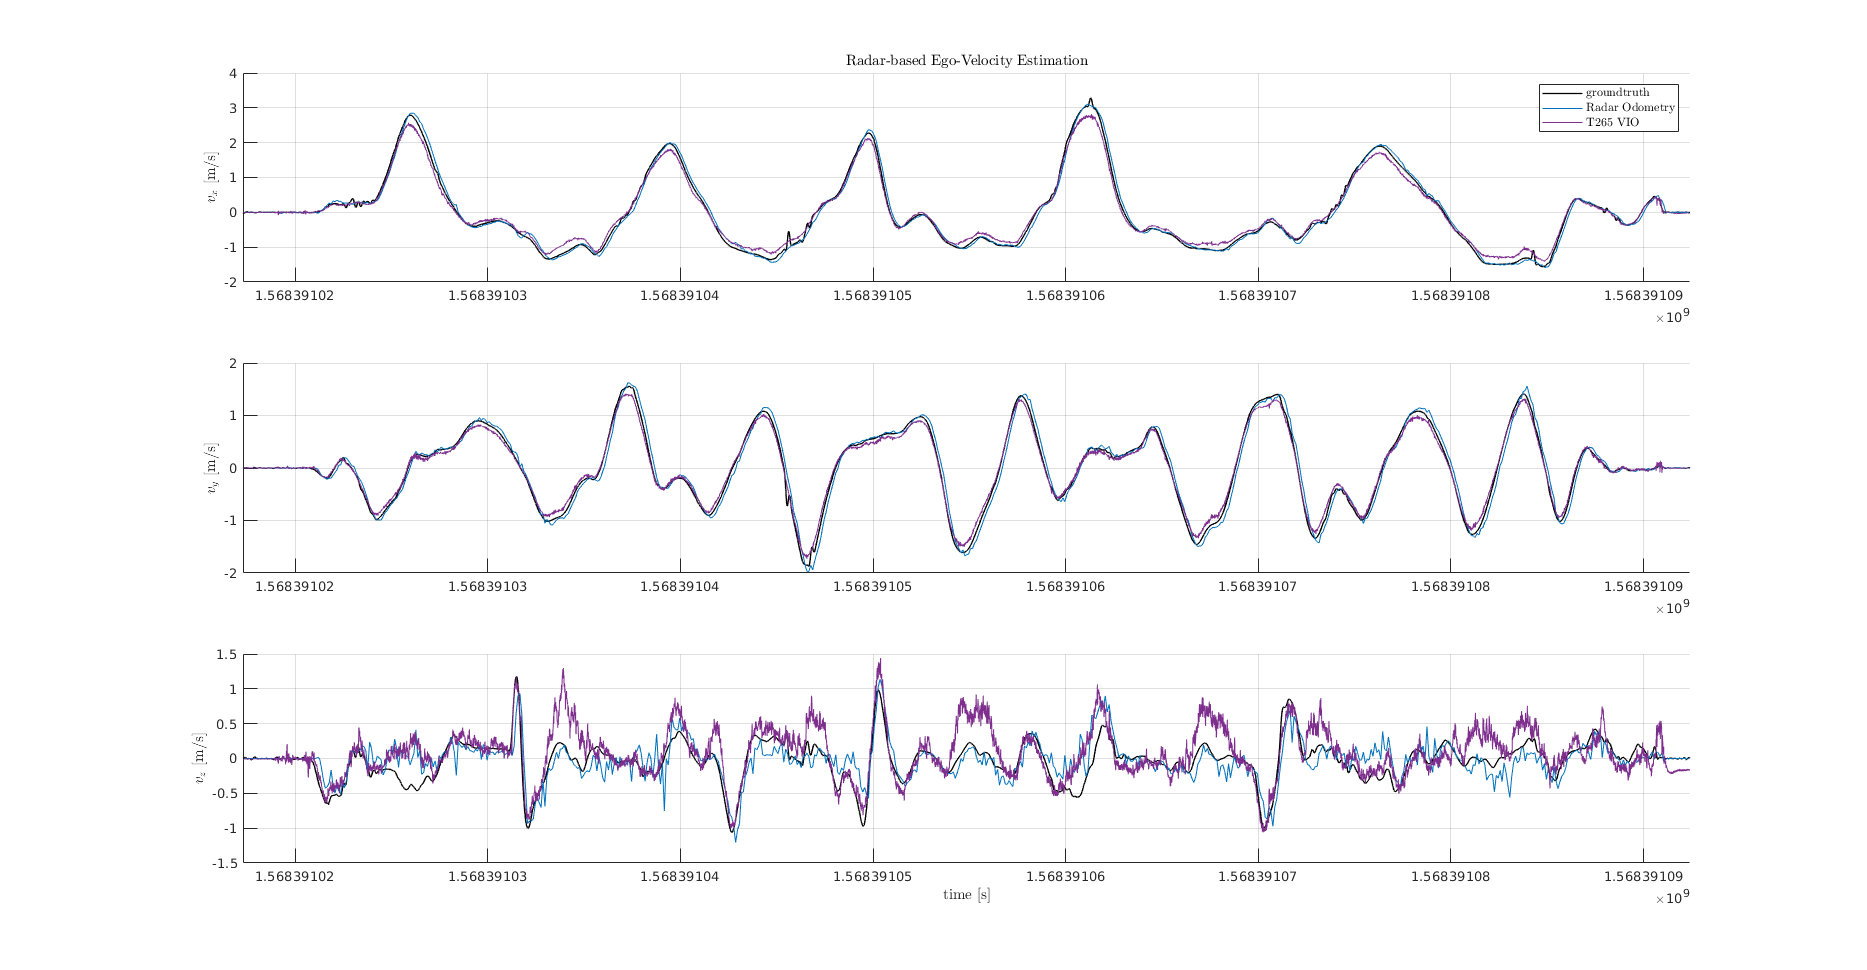 Radar-based Ego-Velocity Estimation
4
3
2
1
0
-1
-2
v_x [m/s]
groundtruth
Radar Odometry
T265 VIO
1.56839102 1.56839103 1.56839104 1.56839105 1.56839106 1.56839107 1.56839108 1.56839109
×10^9
2
1
0
-1
-2
v_y [m/s]
1.56839102 1.56839103 1.56839104 1.56839105 1.56839106 1.56839107 1.56839108 1.56839109
×10^9
1.5
1
0.5
0
-0.5
-1
-1.5
v_z [m/s]
1.56839102 1.56839103 1.56839104 1.56839105 1.56839106 1.56839107 1.56839108 1.56839109
time [s]
×10^9